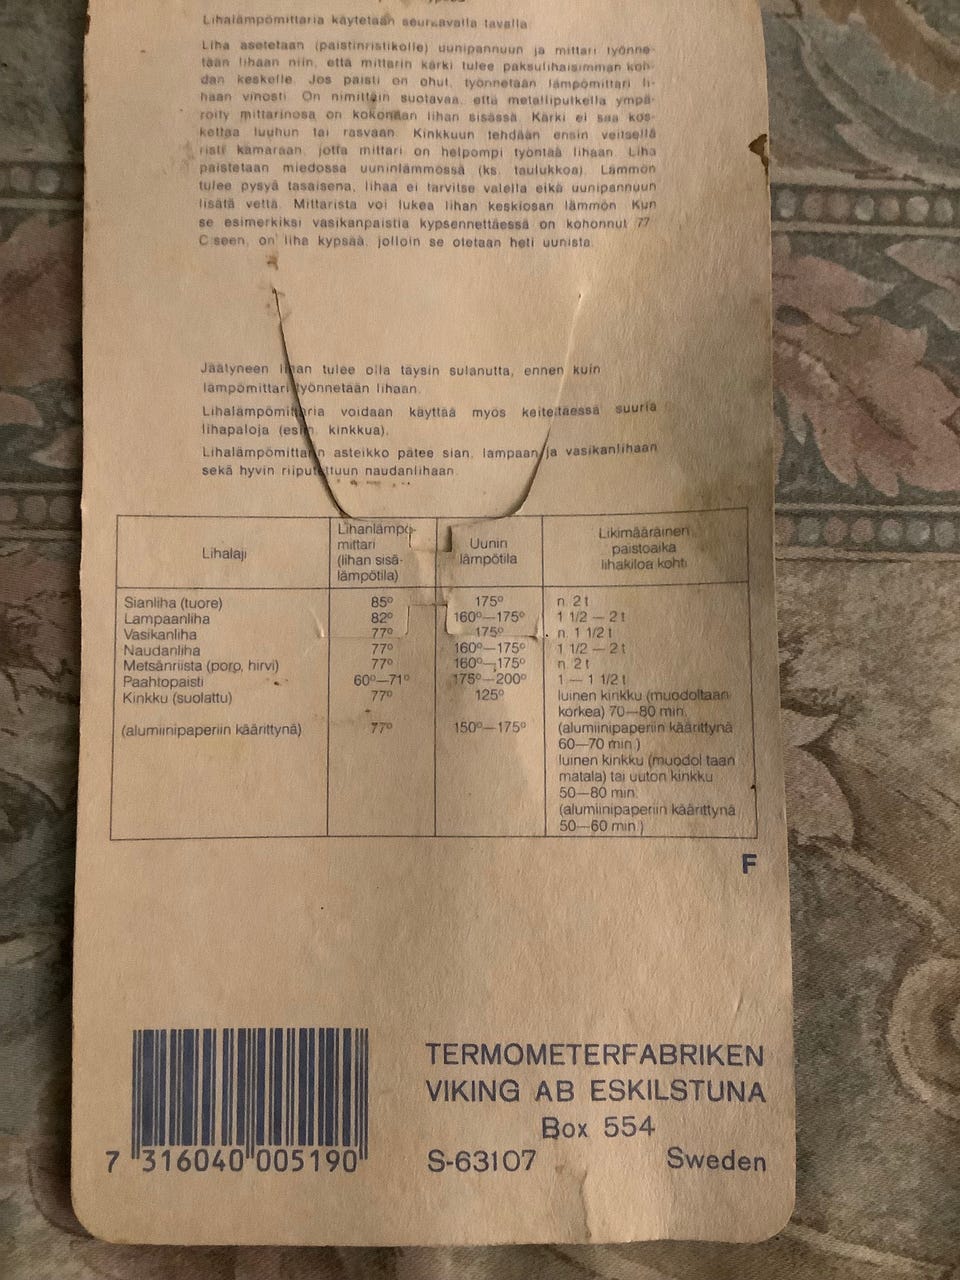 Lihalämpömittaria käytetään seuraavalla tavalla
Liha asetetaan (paistinristikolle) uunipannuun ja mittari työnne-
tään lihaan niin, että mittarin kärki tulee paksulihaisimman koh-
dan keskelle. Jos paisti on ohut, työnnetään lämpömittari li-
haan vinosti. On nimittäin suotavaa, että metalliputkella ympä-
röity mittarinosa on kokonaan lihan sisässä. Kärki ei saa kos-
kettaa luuhun tai rasvaan. Kinkkuun tehdään ensin veitsellä
risti kamaraan, jotta mittari on helpompi työntää lihaan. Liha
paistetaan miedossa uuninlämmössä (ks. taulukkoa). Lämmön
tulee pysyä tasaisena, lihaa ei tarvitse valella eikä uunipannuun
lisätä vettä. Mittarista voi lukea lihan keskiosan lämmön. Kun
se esimerkiksi vasikanpaistia kypsennettäessä on kohonnut 77
C:seen, on liha kypsää, jolloin se otetaan heti uunista.
Jäätyneen lihan tulee olla täysin sulanutta, ennen kuin
lämpömittari työnnetään lihaan.
Lihalämpömittaria voidaan käyttää myös keitettäessä suuria
lihapaloja (esim. kinkkua).
Lihalämpömittarin asteikko pätee sian, lampaan ja vasikanlihaan
sekä hyvin riiputettuun naudanlihaan.
Lihalaji Lihanlämpö- Uunin Likimääräinen
mittari lämpötila paistoaika
(lihan sisä- lihakiloa kohti
lämpötila)
Sianliha (tuore) 85° 175° n. 2 t
Lampaanliha 82° 160°—175° 1 1/2 — 2 t
Vasikanliha 77° 175° n. 1 1/2 t
Naudanliha 77° 160°—175° 1 1/2 — 2 t
Metsänriista (poro, hirvi) 77° 160°—175° n. 2 t
Paahtopaisti 60°—71° 175°—200° 1 — 1 1/2 t
Kinkku (suolattu) 77° 125° luinen kinkku (muodoltaan
korkea) 70—80 min.
(alumiinipaperiin käärittynä) 77° 150°—175° (alumiinipaperiin käärittynä
60—70 min.)
luinen kinkku (muodol taan
matala) tai uuton kinkku
50—80 min.
(alumiinipaperiin käärittynä
50—60 min.)
F
TERMOMETERFABRIKEN
VIKING AB ESKILSTUNA
Box 554
S-63107 Sweden
7 316040 005190